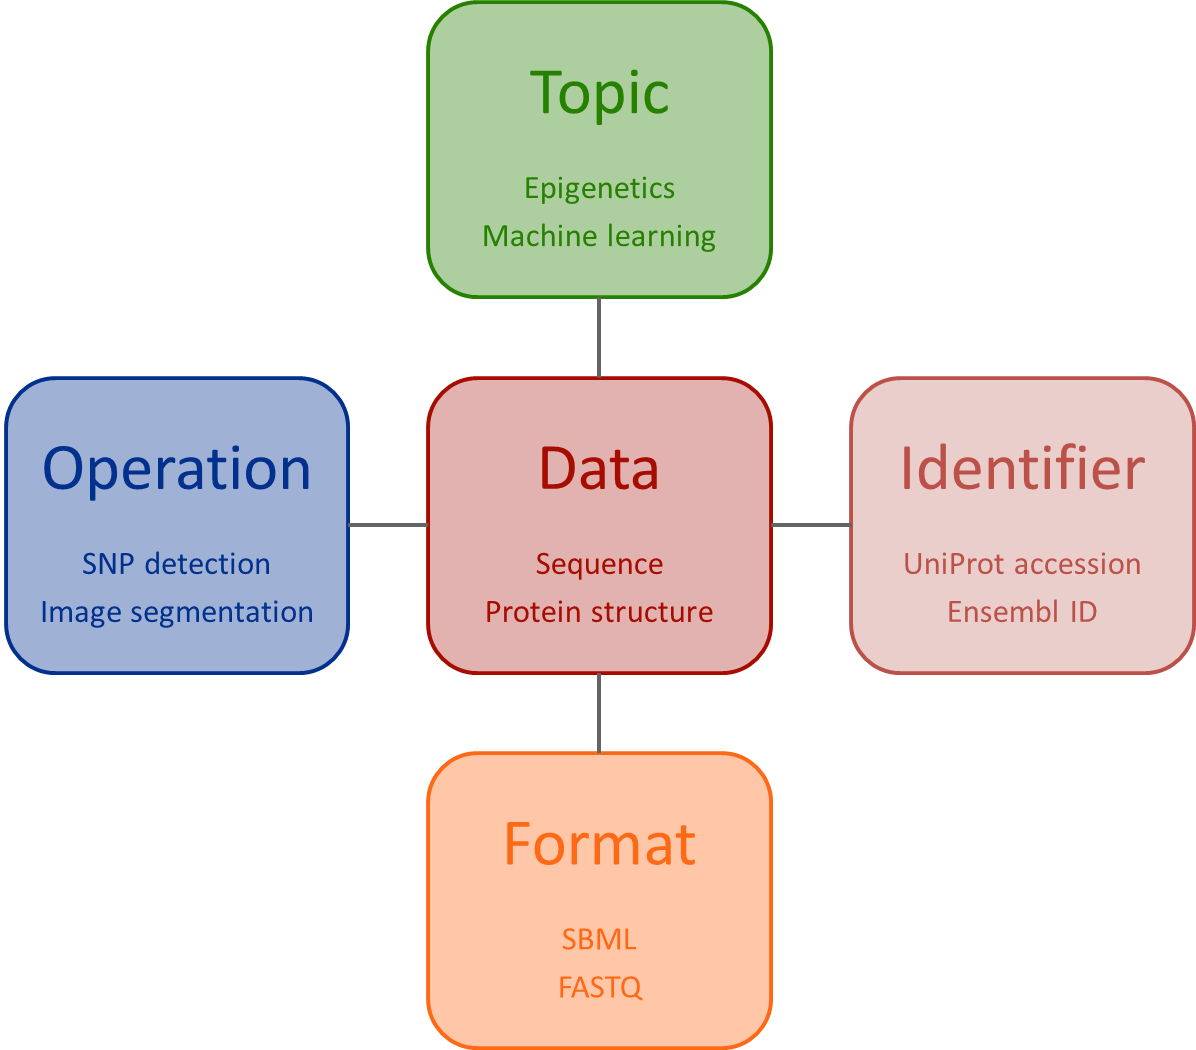 Topic
Epigenetics
Machine learning
Operation
SNP detection
Image segmentation
Data
Sequence
Protein structure
Identifier
UniProt accession
Ensembl ID
Format
SBML
FASTQ